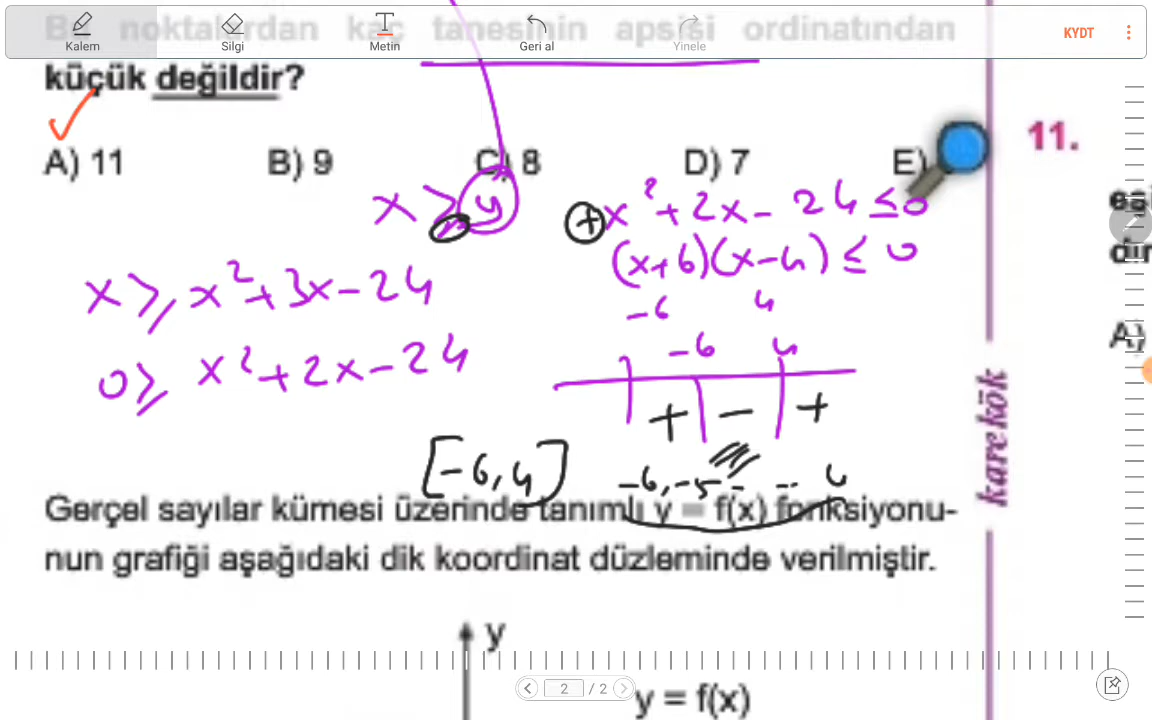 Kalem Silgi Metin Geri al Yinele KYDT
noktalardan kaç tanesinin apsisi ordinatından
küçük değildir?
A) 11 B) 9 C) 8 D) 7 E)
x ≥ y
x ≥ x²+3x-24
0 ≥ x²+2x-24
+x²+2x-24≤0
(x+6)(x-4)≤0
-6 4
-6 4
+ - +
[-6,4]
-6,-5 - -- 4
Gerçel sayılar kümesi üzerinde tanımlı y = f(x) fonksiyonu-
nun grafiği aşağıdaki dik koordinat düzleminde verilmiştir.
y
y = f(x)
2 / 2
karekök
11.
A)